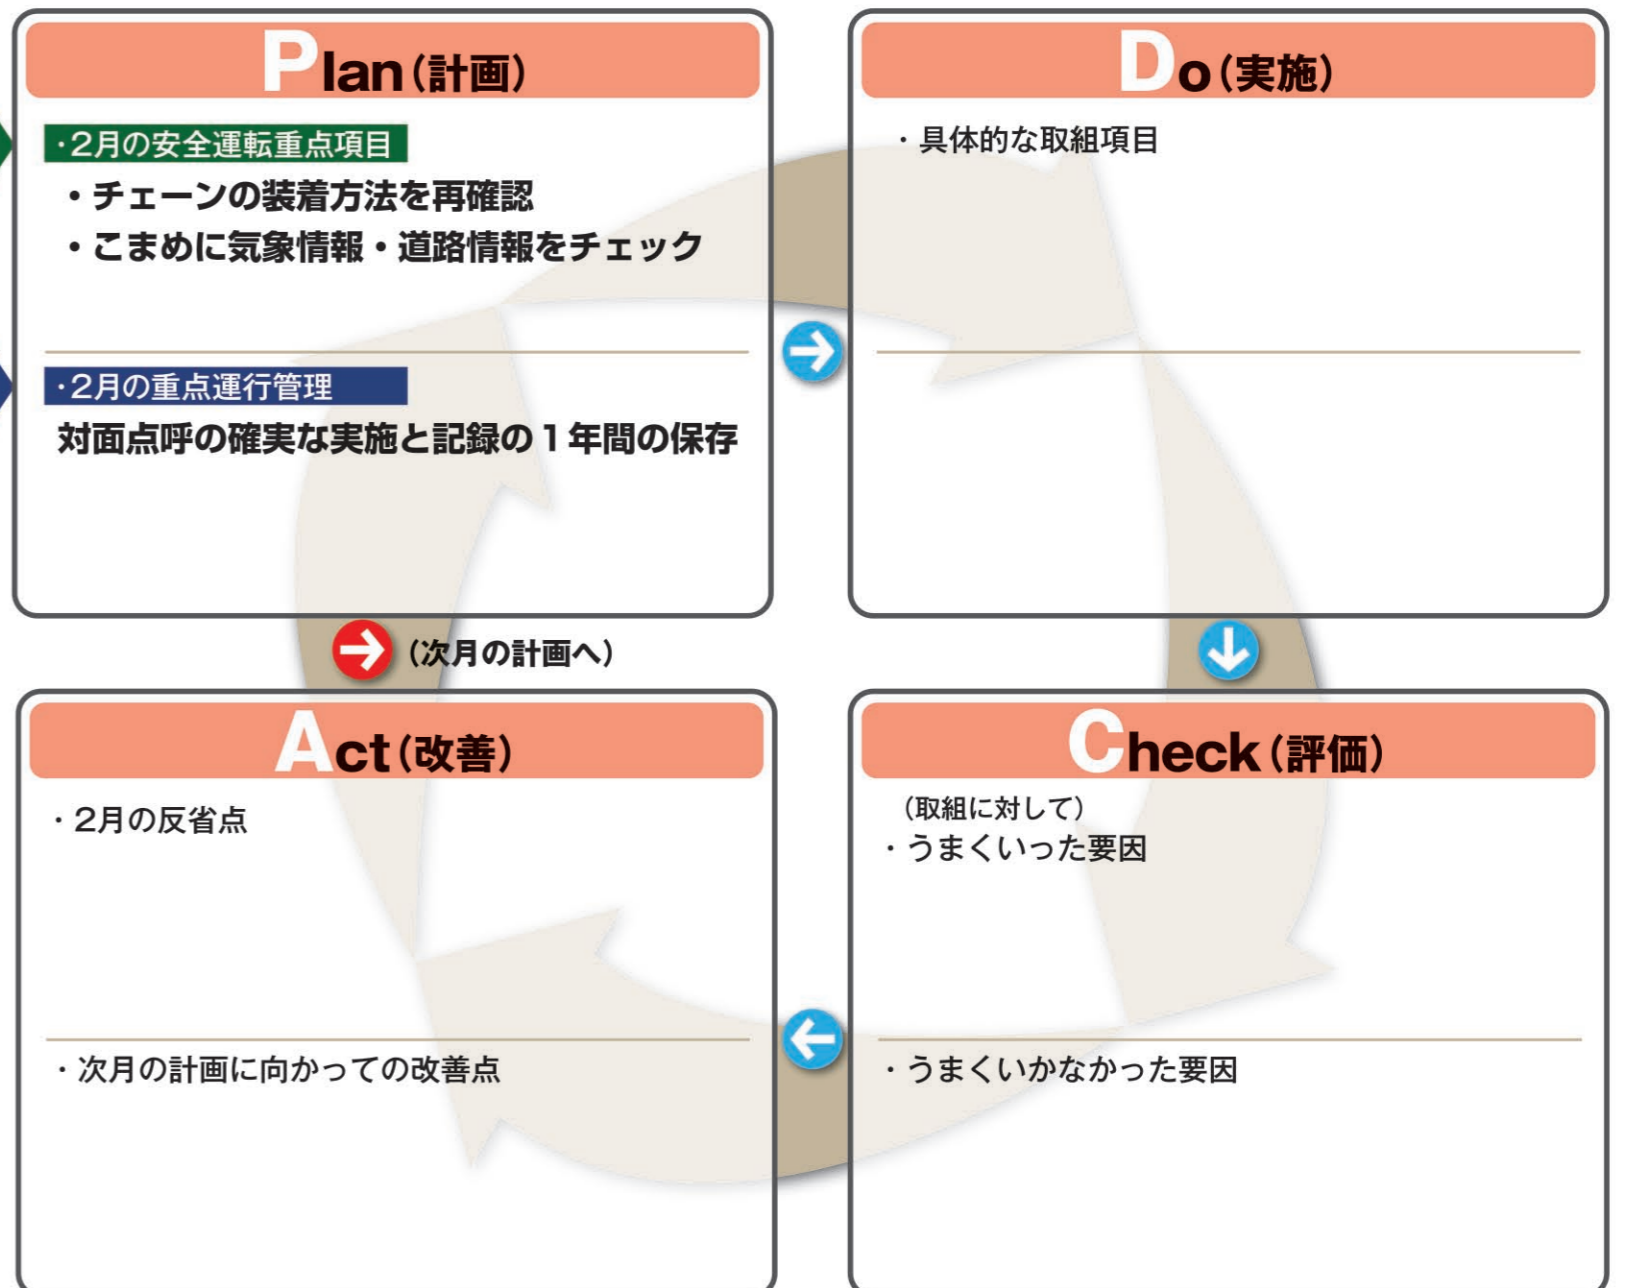 Plan(計画)
・2月の安全運転重点項目
・チェーンの装着方法を再確認
・こまめに気象情報・道路情報をチェック
・2月の重点運行管理
対面点呼の確実な実施と記録の1年間の保存
Do(実施)
・具体的な取組項目
(次月の計画へ)
Act(改善)
・2月の反省点
・次月の計画に向かっての改善点
Check(評価)
(取組に対して)
・うまくいった要因
・うまくいかなかった要因